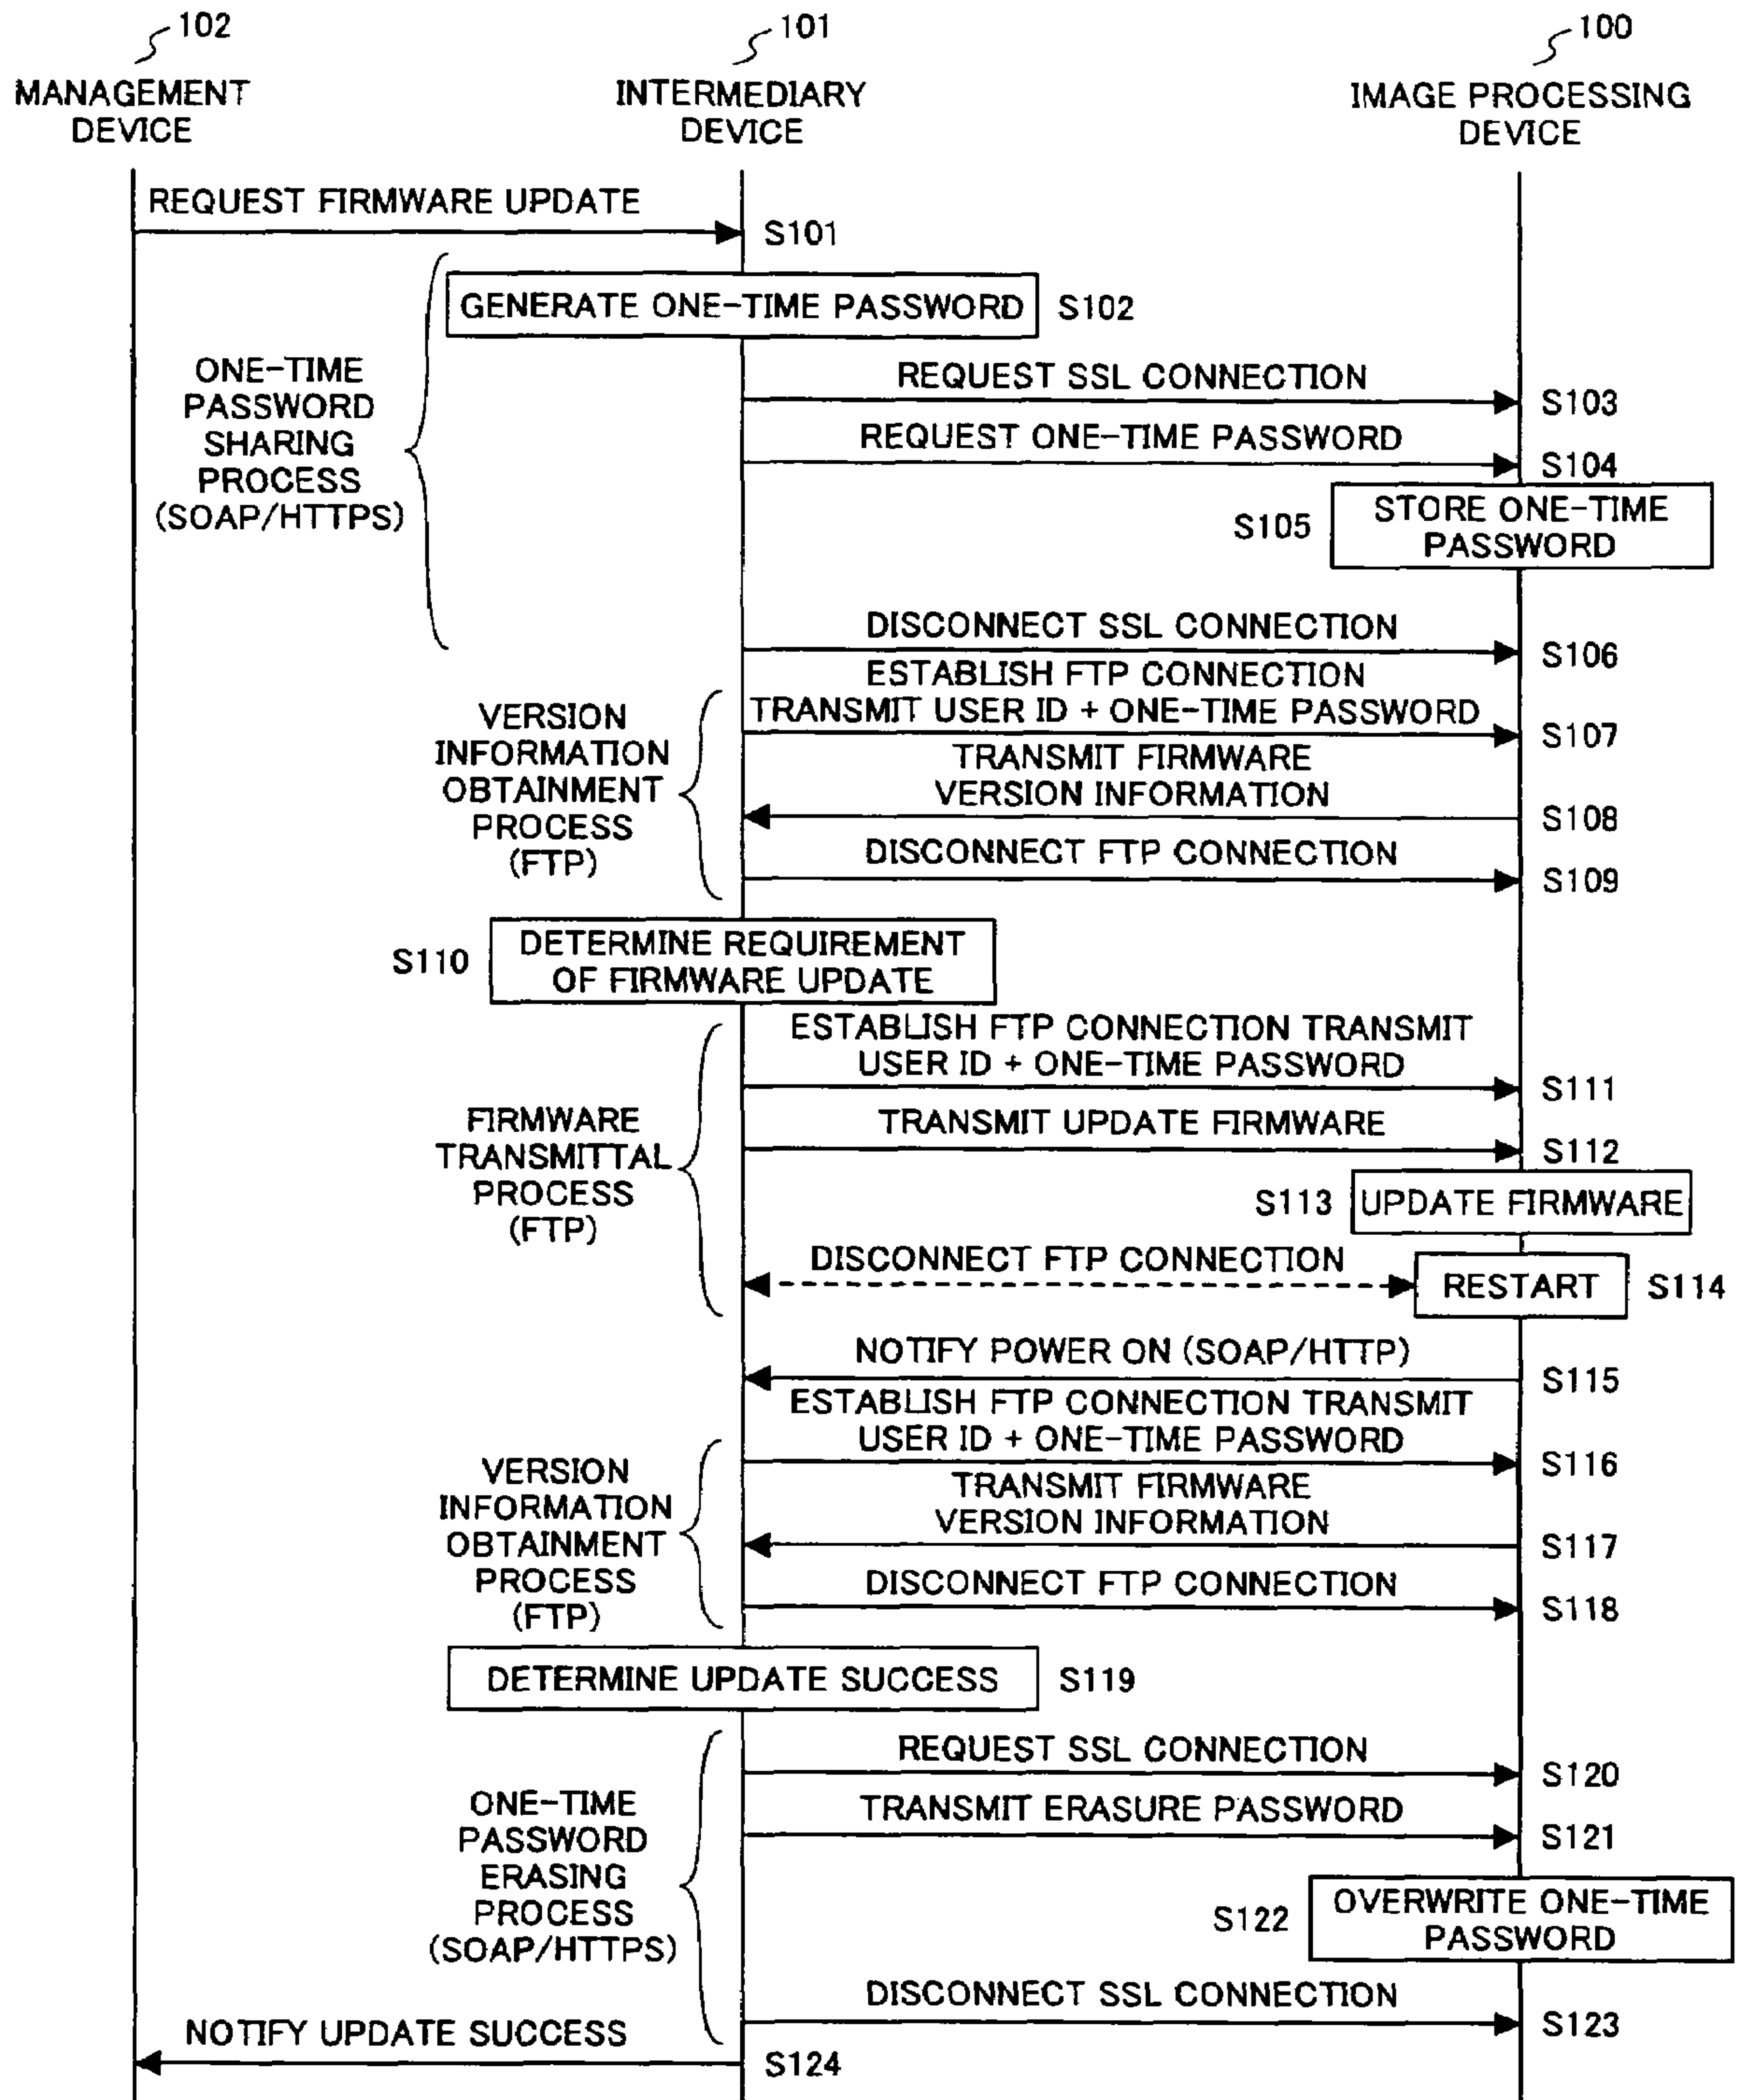 102
101
100
MANAGEMENT
DEVICE
INTERMEDIARY
DEVICE
IMAGE PROCESSING
DEVICE
REQUEST FIRMWARE UPDATE
S101
GENERATE ONE-TIME PASSWORD
S102
ONE-TIME
PASSWORD
SHARING
PROCESS
(SOAP/HTTPS)
REQUEST SSL CONNECTION
S103
REQUEST ONE-TIME PASSWORD
S104
S105
STORE ONE-TIME
PASSWORD
DISCONNECT SSL CONNECTION
S106
ESTABLISH FTP CONNECTION
TRANSMIT USER ID + ONE-TIME PASSWORD
S107
VERSION
INFORMATION
OBTAINMENT
PROCESS
(FTP)
TRANSMIT FIRMWARE
VERSION INFORMATION
S108
DISCONNECT FTP CONNECTION
S109
S110
DETERMINE REQUIREMENT
OF FIRMWARE UPDATE
ESTABLISH FTP CONNECTION TRANSMIT
USER ID + ONE-TIME PASSWORD
S111
FIRMWARE
TRANSMITTAL
PROCESS
(FTP)
TRANSMIT UPDATE FIRMWARE
S112
S113
UPDATE FIRMWARE
DISCONNECT FTP CONNECTION
RESTART
S114
NOTIFY POWER ON (SOAP/HTTP)
S115
ESTABLISH FTP CONNECTION TRANSMIT
USER ID + ONE-TIME PASSWORD
S116
VERSION
INFORMATION
OBTAINMENT
PROCESS
(FTP)
TRANSMIT FIRMWARE
VERSION INFORMATION
S117
DISCONNECT FTP CONNECTION
S118
DETERMINE UPDATE SUCCESS
S119
REQUEST SSL CONNECTION
S120
ONE-TIME
PASSWORD
ERASING
PROCESS
(SOAP/HTTPS)
TRANSMIT ERASURE PASSWORD
S121
S122
OVERWRITE ONE-TIME
PASSWORD
DISCONNECT SSL CONNECTION
S123
NOTIFY UPDATE SUCCESS
S124